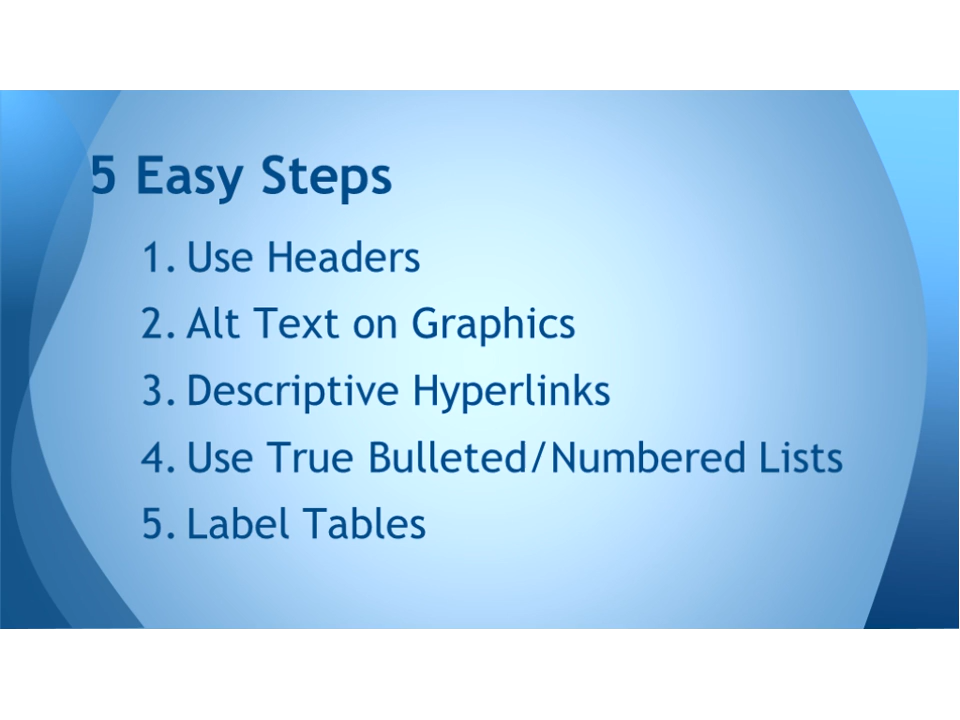 5 Easy Steps
1. Use Headers
2. Alt Text on Graphics
3. Descriptive Hyperlinks
4. Use True Bulleted/Numbered Lists
5. Label Tables